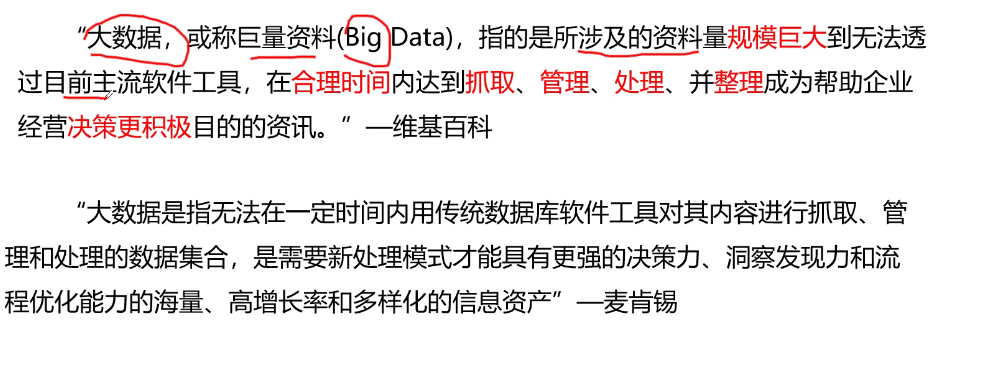 “大数据，或称巨量资料(Big Data)，指的是所涉及的资料量规模巨大到无法透
过目前主流软件工具，在合理时间内达到抓取、管理、处理、并整理成为帮助企业
经营决策更积极目的的资讯。”—维基百科
“大数据是指无法在一定时间内用传统数据库软件工具对其内容进行抓取、管
理和处理的数据集合，是需要新处理模式才能具有更强的决策力、洞察发现力和流
程优化能力的海量、高增长率和多样化的信息资产”—麦肯锡